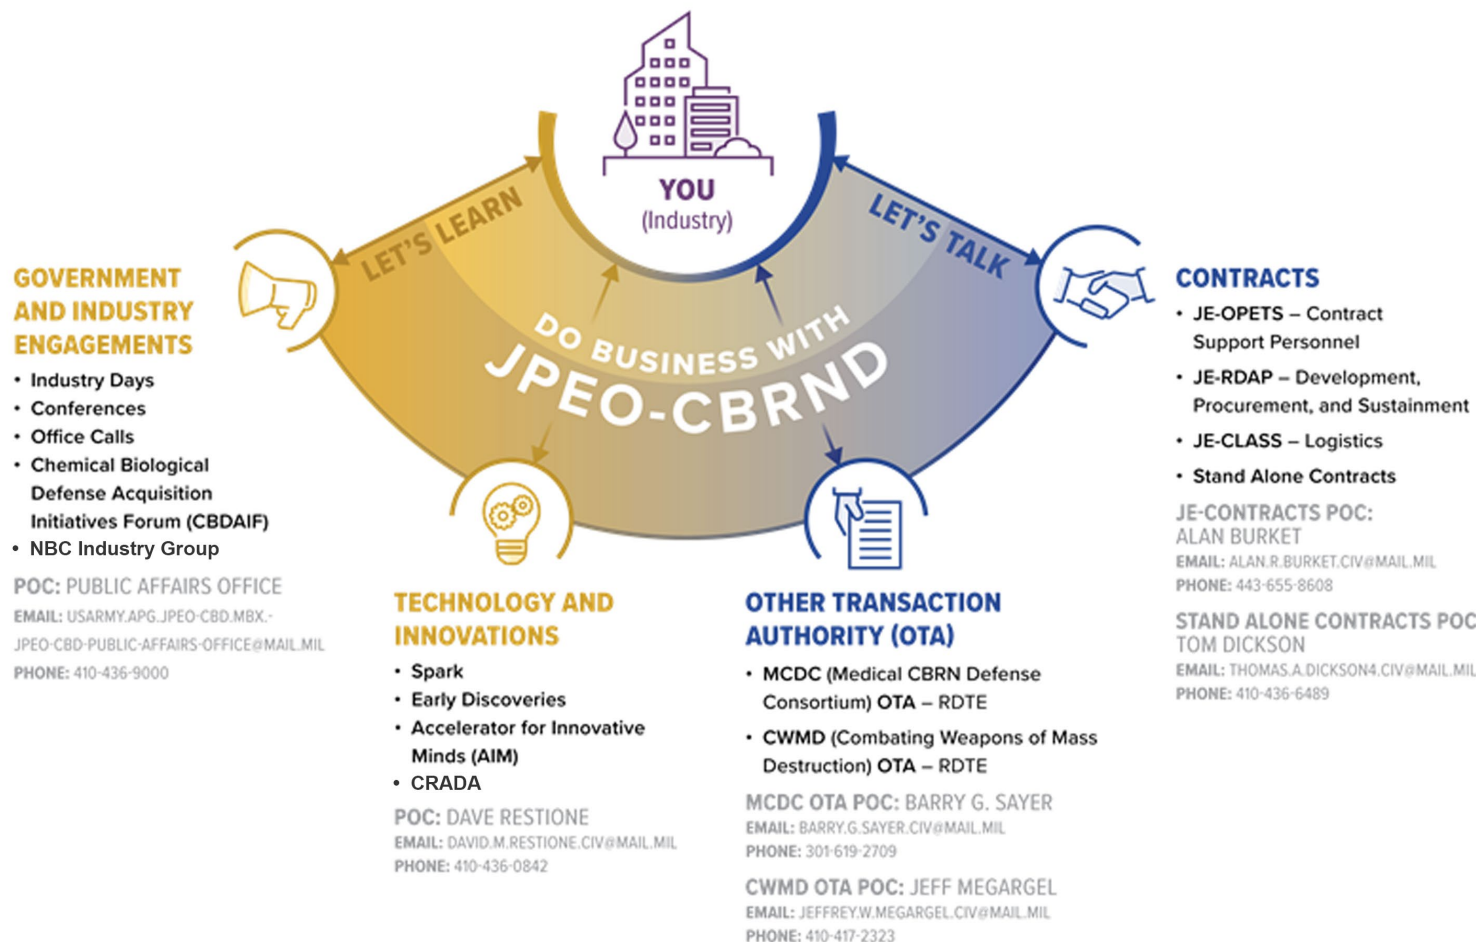 YOU
(Industry)
LET'S LEARN
LET'S TALK
DO BUSINESS WITH
JPEO-CBRND
GOVERNMENT
AND INDUSTRY
ENGAGEMENTS
• Industry Days
• Conferences
• Office Calls
• Chemical Biological
Defense Acquisition
Initiatives Forum (CBDAIF)
• NBC Industry Group
POC: PUBLIC AFFAIRS OFFICE
EMAIL: USARMY.APG.JPEO-CBD.MBX.-
JPEO-CBD-PUBLIC-AFFAIRS-OFFICE@MAIL.MIL
PHONE: 410-436-9000
TECHNOLOGY AND
INNOVATIONS
• Spark
• Early Discoveries
• Accelerator for Innovative
Minds (AIM)
• CRADA
POC: DAVE RESTIONE
EMAIL: DAVID.M.RESTIONE.CIV@MAIL.MIL
PHONE: 410-436-0842
OTHER TRANSACTION
AUTHORITY (OTA)
• MCDC (Medical CBRN Defense
Consortium) OTA – RDTE
• CWMD (Combating Weapons of Mass
Destruction) OTA – RDTE
MCDC OTA POC: BARRY G. SAYER
EMAIL: BARRY.G.SAYER.CIV@MAIL.MIL
PHONE: 301-619-2709
CWMD OTA POC: JEFF MEGARGEL
EMAIL: JEFFREY.W.MEGARGEL.CIV@MAIL.MIL
PHONE: 410-417-2323
CONTRACTS
• JE-OPETS – Contract
Support Personnel
• JE-RDAP – Development,
Procurement, and Sustainment
• JE-CLASS – Logistics
• Stand Alone Contracts
JE-CONTRACTS POC:
ALAN BURKET
EMAIL: ALAN.R.BURKET.CIV@MAIL.MIL
PHONE: 443-655-8608
STAND ALONE CONTRACTS POC
TOM DICKSON
EMAIL: THOMAS.A.DICKSON4.CIV@MAIL.MIL
PHONE: 410-436-6489